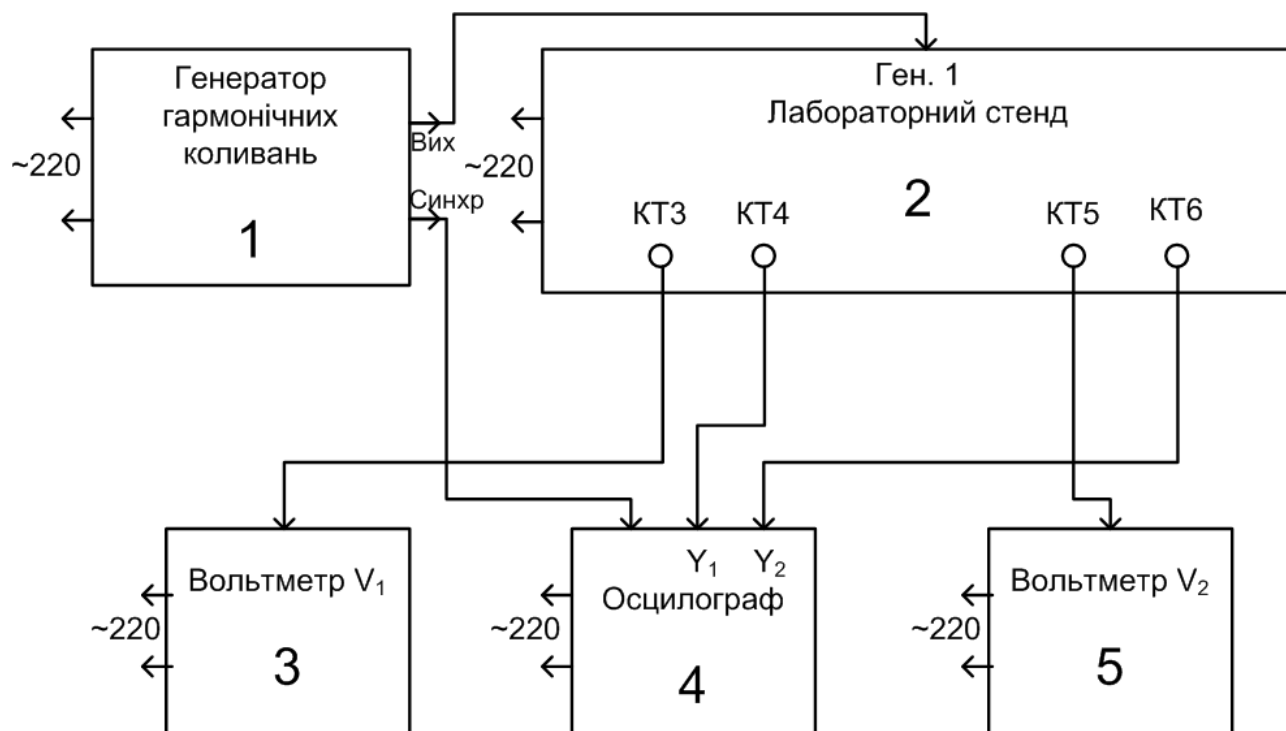 Генератор
гармонічних
коливань
1
~220
Вих
Синхр
Ген. 1
Лабораторний стенд
2
~220
КТ3
КТ4
КТ5
КТ6
Вольтметр V₁
~220
3
Y₁
Y₂
Осцилограф
~220
4
Вольтметр V₂
~220
5